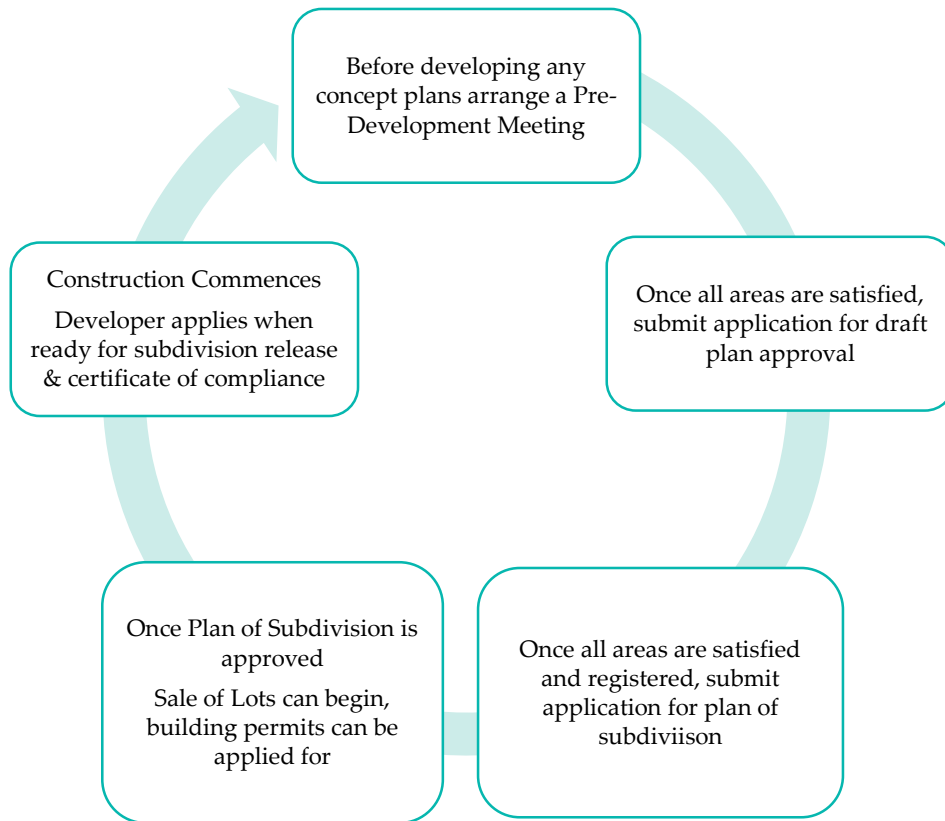 Before developing any
concept plans arrange a Pre-
Development Meeting
Once all areas are satisfied,
submit application for draft
plan approval
Once all areas are satisfied
and registered, submit
application for plan of
subdiviison
Once Plan of Subdivision is
approved
Sale of Lots can begin,
building permits can be
applied for
Construction Commences
Developer applies when
ready for subdivision release
& certificate of compliance